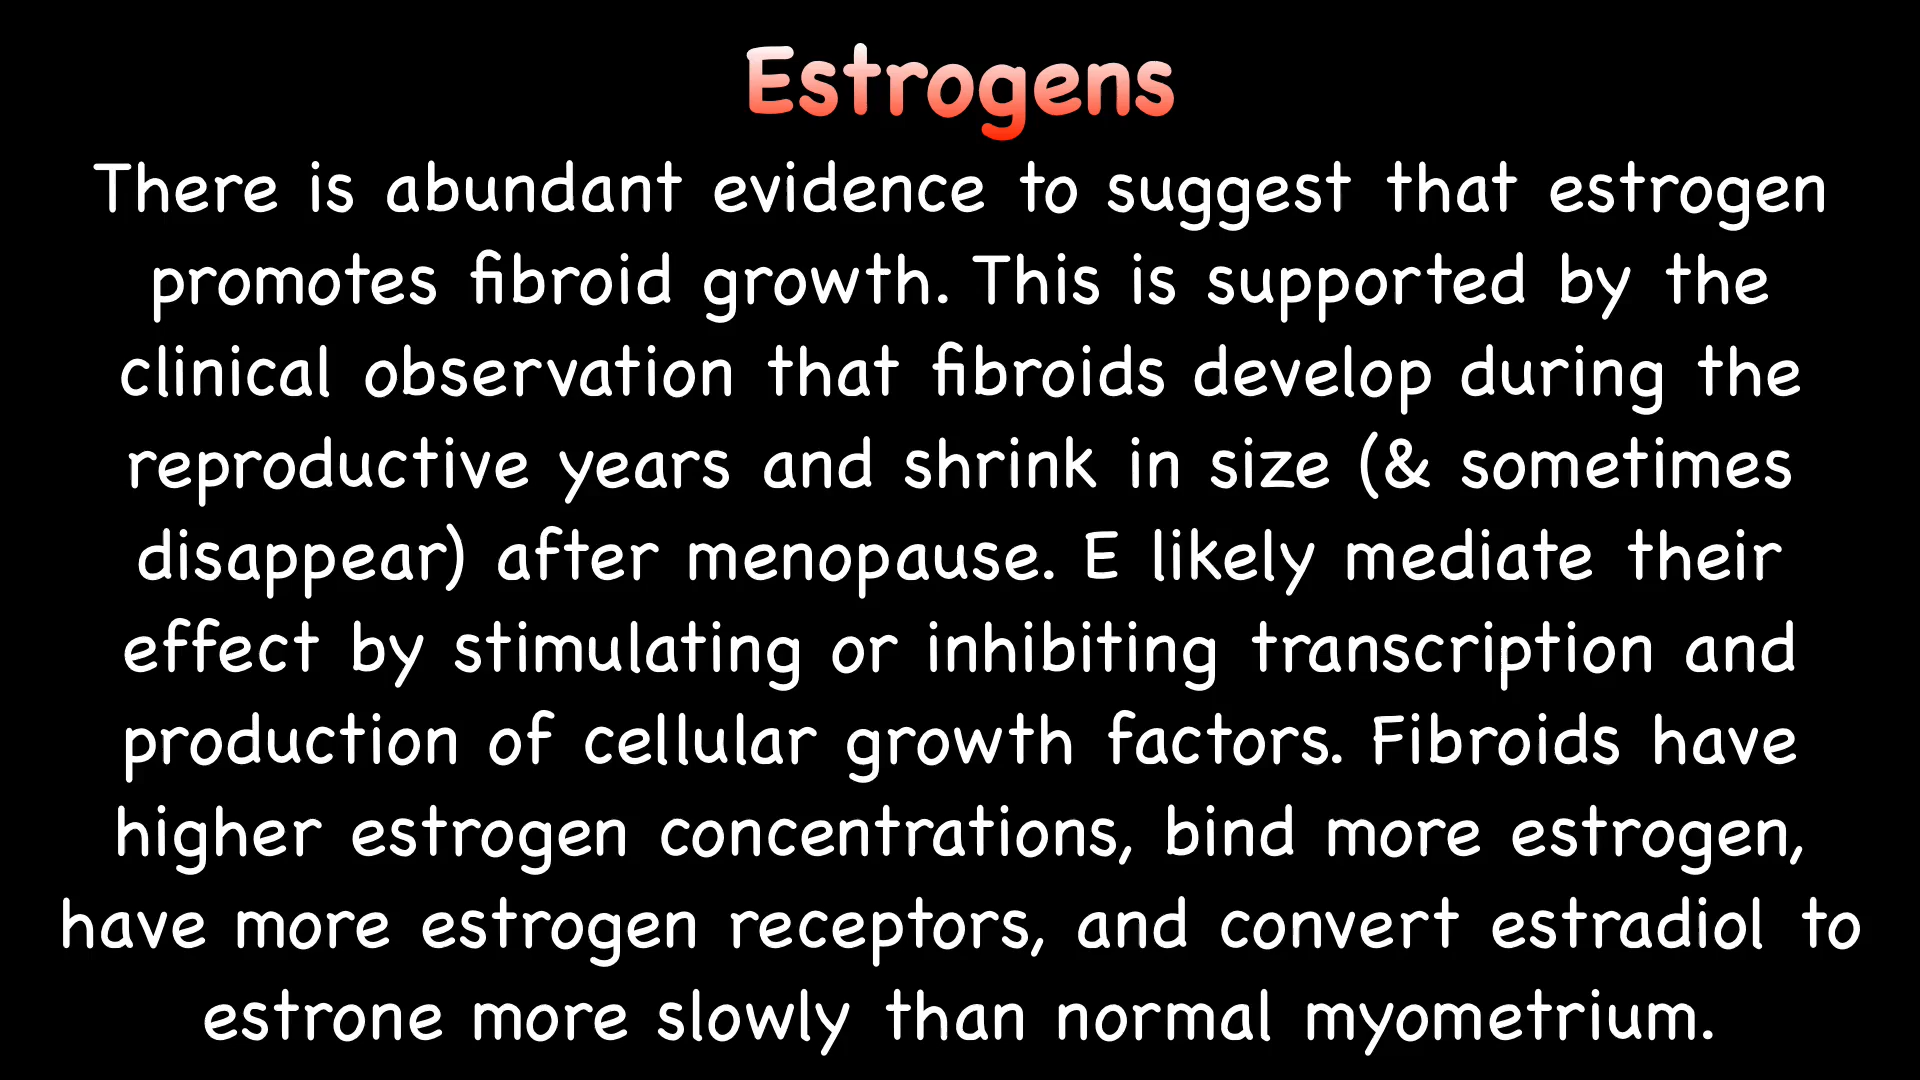 Estrogens
There is abundant evidence to suggest that estrogen
promotes fibroid growth. This is supported by the
clinical observation that fibroids develop during the
reproductive years and shrink in size (& sometimes
disappear) after menopause. E likely mediate their
effect by stimulating or inhibiting transcription and
production of cellular growth factors. Fibroids have
higher estrogen concentrations, bind more estrogen,
have more estrogen receptors, and convert estradiol to
estrone more slowly than normal myometrium.